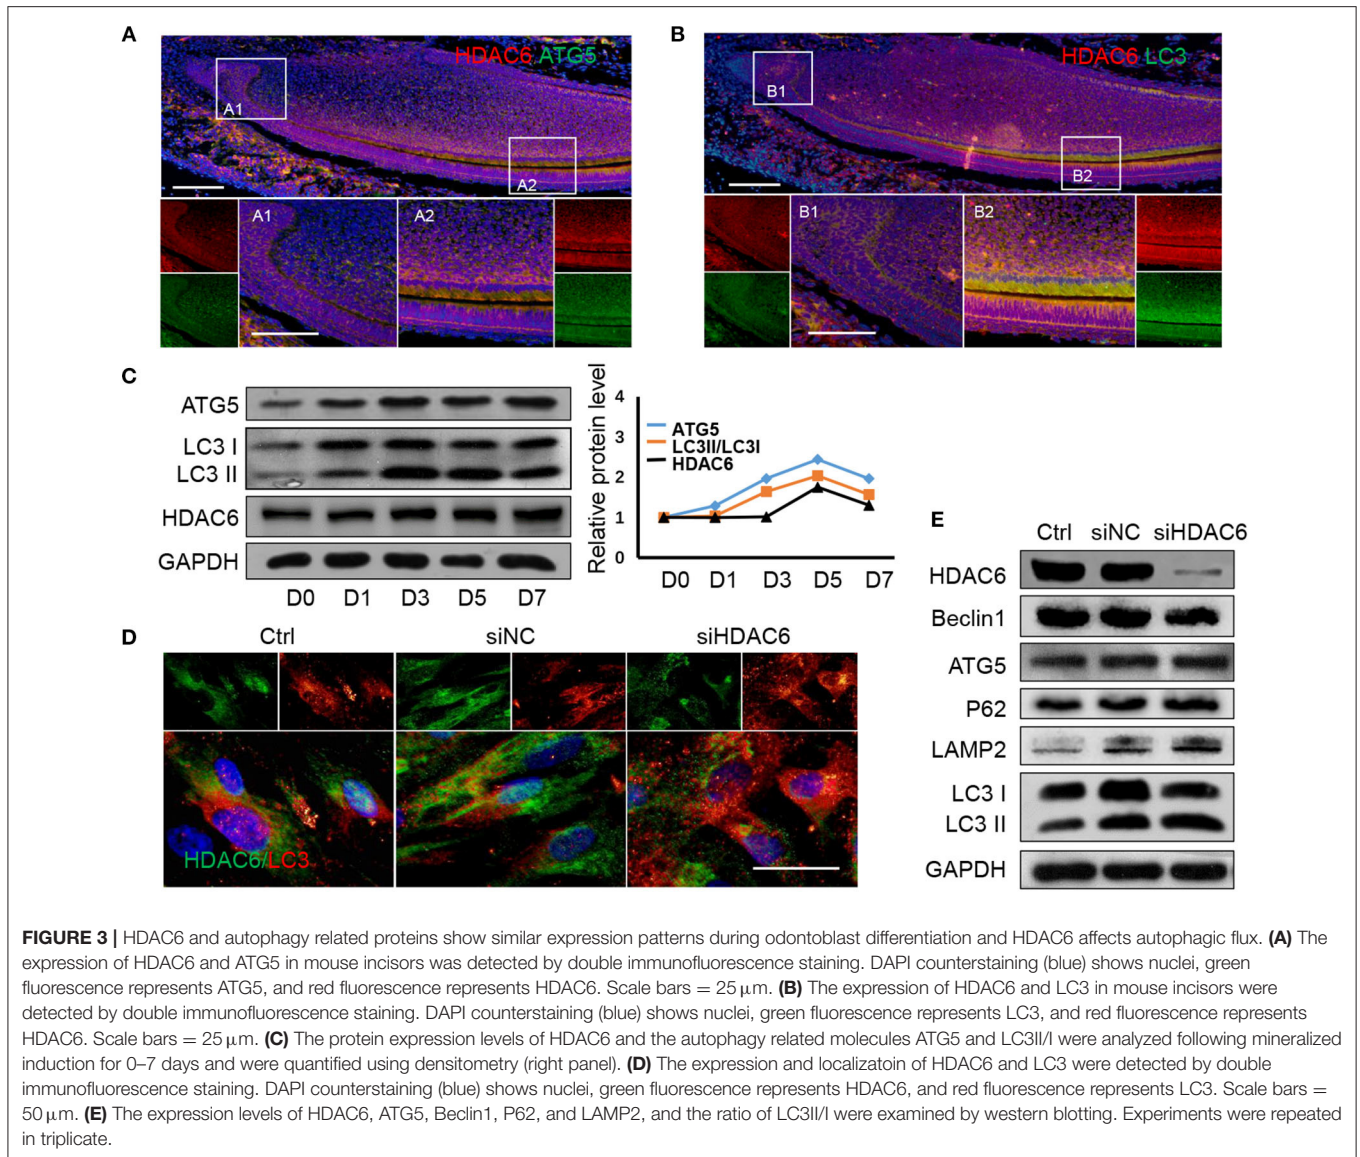 A
HDAC6 ATG5
A1
A2
A1
A2
B
HDAC6 LC3
B1
B2
B1
B2
C
ATG5
LC3 I
LC3 II
HDAC6
GAPDH
D0 D1 D3 D5 D7
Relative protein level
4
3
2
1
0
ATG5
LC3II/LC3I
HDAC6
D0 D1 D3 D5 D7
D
Ctrl siNC siHDAC6
HDAC6/LC3
E
Ctrl siNC siHDAC6
HDAC6
Beclin1
ATG5
P62
LAMP2
LC3 I
LC3 II
GAPDH
FIGURE 3 | HDAC6 and autophagy related proteins show similar expression patterns during odontoblast differentiation and HDAC6 affects autophagic flux. (A) The
expression of HDAC6 and ATG5 in mouse incisors was detected by double immunofluorescence staining. DAPI counterstaining (blue) shows nuclei, green
fluorescence represents ATG5, and red fluorescence represents HDAC6. Scale bars = 25 μm. (B) The expression of HDAC6 and LC3 in mouse incisors were
detected by double immunofluorescence staining. DAPI counterstaining (blue) shows nuclei, green fluorescence represents LC3, and red fluorescence represents
HDAC6. Scale bars = 25 μm. (C) The protein expression levels of HDAC6 and the autophagy related molecules ATG5 and LC3II/I were analyzed following mineralized
induction for 0–7 days and were quantified using densitometry (right panel). (D) The expression and localizatoin of HDAC6 and LC3 were detected by double
immunofluorescence staining. DAPI counterstaining (blue) shows nuclei, green fluorescence represents HDAC6, and red fluorescence represents LC3. Scale bars =
50 μm. (E) The expression levels of HDAC6, ATG5, Beclin1, P62, and LAMP2, and the ratio of LC3II/I were examined by western blotting. Experiments were repeated
in triplicate.